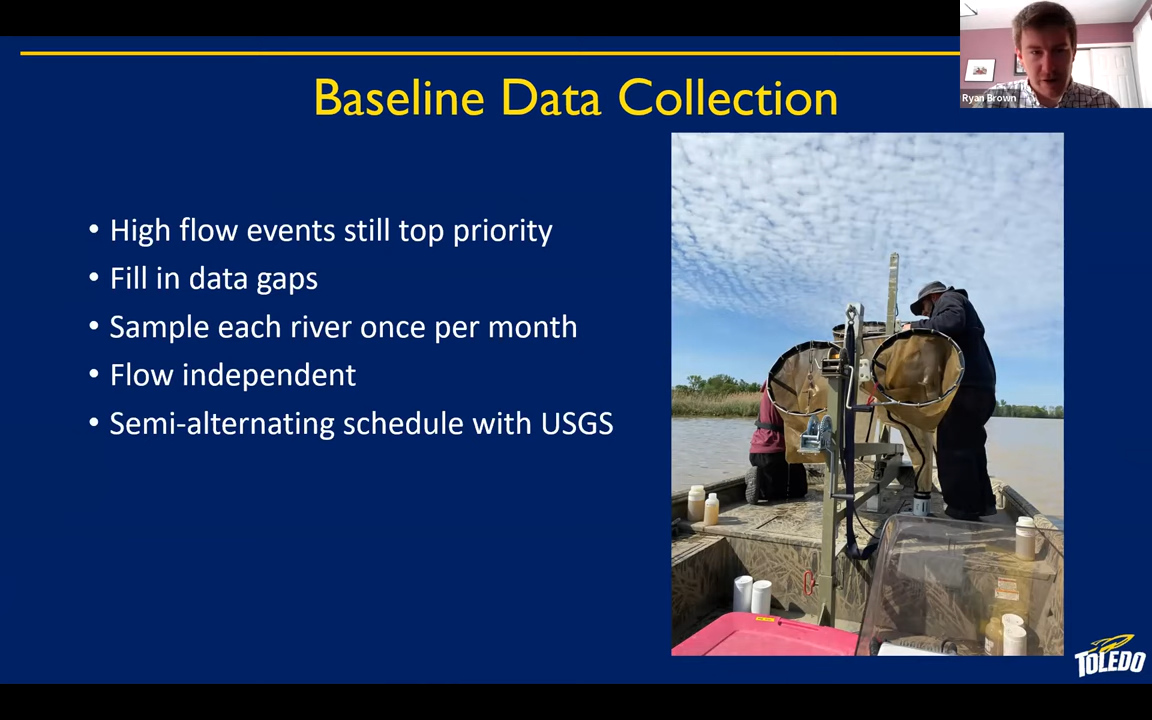 Baseline Data Collection
Ryan Brown
• High flow events still top priority
• Fill in data gaps
• Sample each river once per month
• Flow independent
• Semi-alternating schedule with USGS
TOLEDO